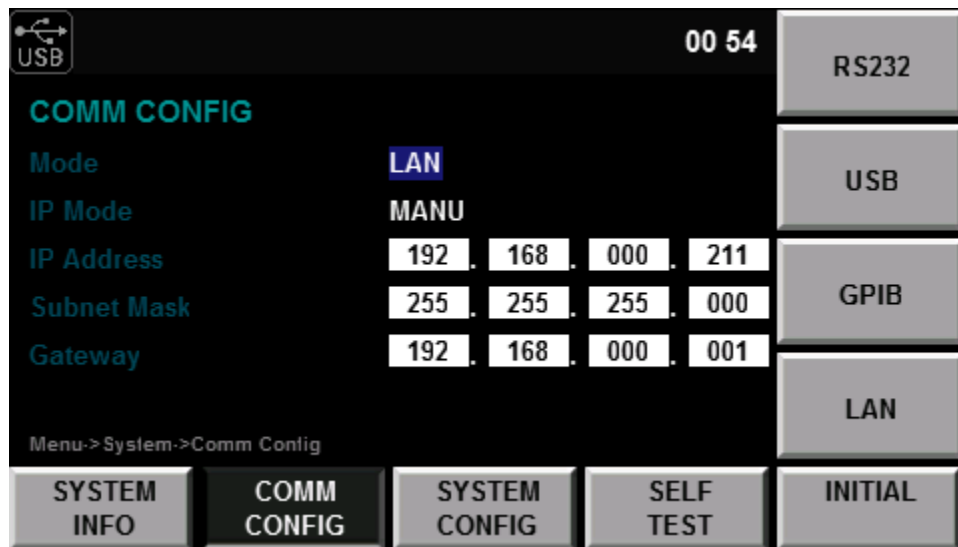 USB
00 54
COMM CONFIG
Mode LAN
IP Mode MANU
IP Address 192 . 168 . 000 . 211
Subnet Mask 255 . 255 . 255 . 000
Gateway 192 . 168 . 000 . 001
Menu->System->Comm Config
RS232
USB
GPIB
LAN
SYSTEM INFO
COMM CONFIG
SYSTEM CONFIG
SELF TEST
INITIAL